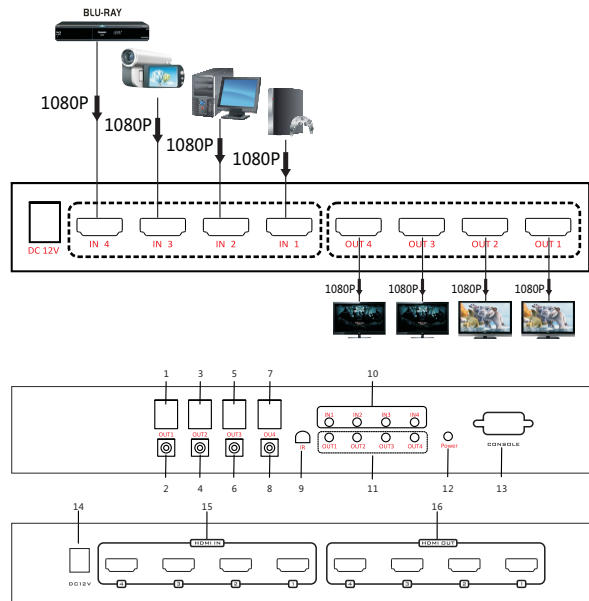 BLU-RAY
1080P
1080P
1080P
1080P
DC 12V
IN 4
IN 3
IN 2
IN 1
OUT 4
OUT 3
OUT 2
OUT 1
1080P
1080P
1080P
1080P
1 3 5 7 10
IN1 IN2 IN3 IN4
OUT1 OUT2 OUT3 OU4
IR
OUT1 OUT2 OUT3 OUT4
Power
CONSOLE
2 4 6 8 9 11 12 13
14 15 16
HDMI IN
HDMI OUT
DC12V
4 3 2 1
4 3 2 1